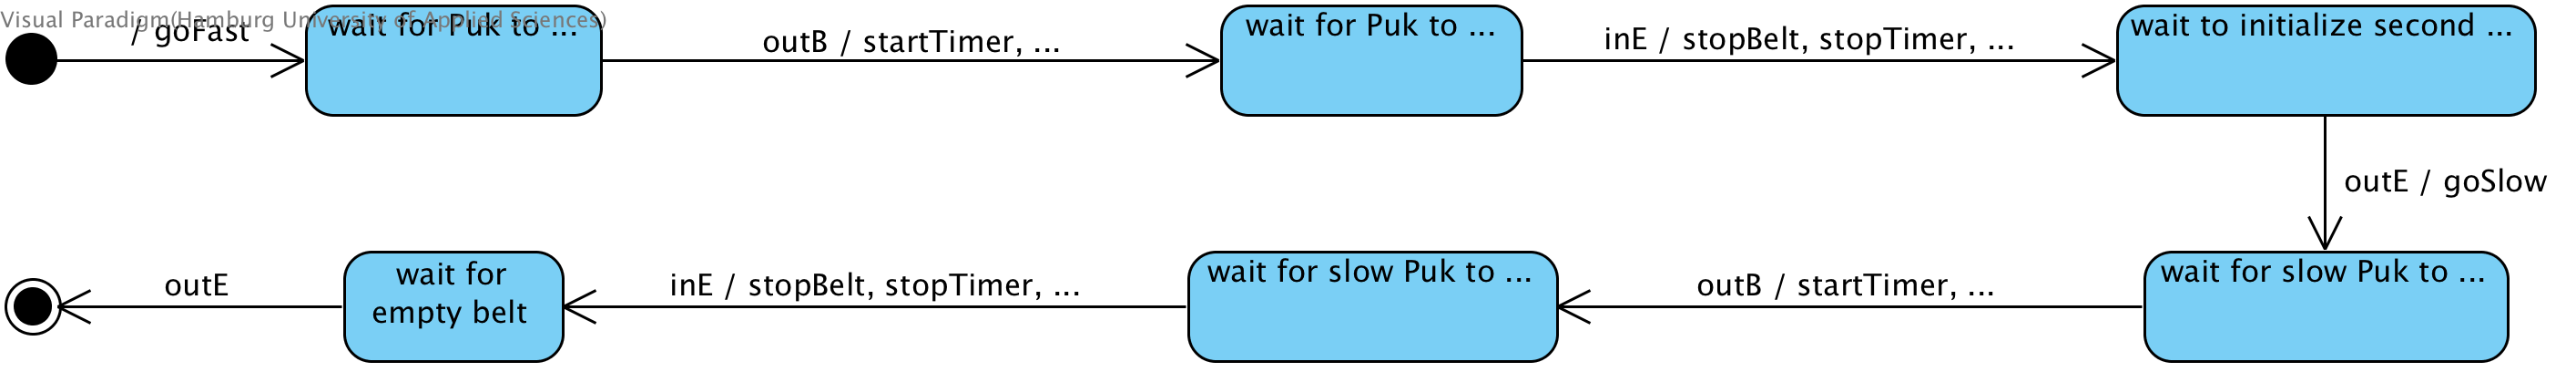 Visual Paradigm(Hamburg University of Applied Sciences)
/ goFast
wait for Puk to ...
outB / startTimer, ...
wait for Puk to ...
inE / stopBelt, stopTimer, ...
wait to initialize second ...
outE / goSlow
wait for slow Puk to ...
outB / startTimer, ...
wait for slow Puk to ...
inE / stopBelt, stopTimer, ...
wait for
empty belt
outE